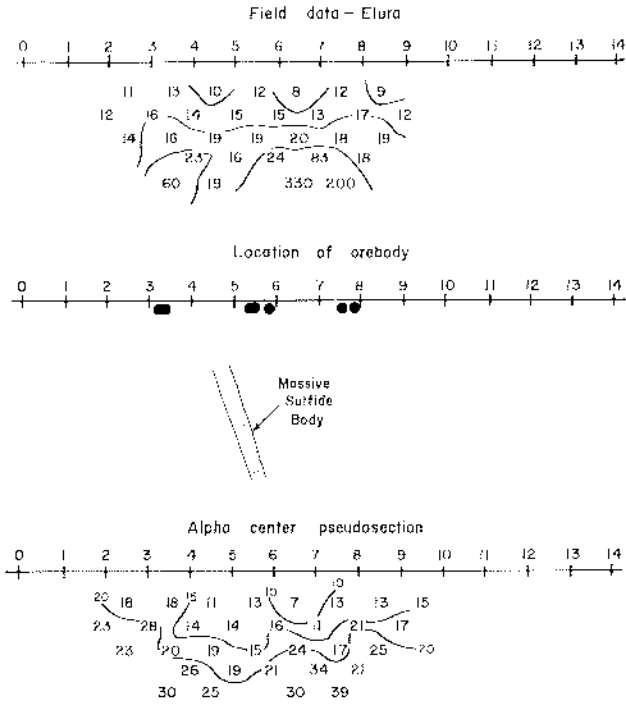 Field data - Elura
0 1 2 3 4 5 6 7 8 9 10 11 12 13 14
11 13 10 12 8 12 9
12 16 14 15 15 13 17 12
14 16 19 19 20 18 19
23 16 24 83 18
60 19 330 200
Location of orebody
0 1 2 3 4 5 6 7 8 9 10 11 12 13 14
Massive
Sulfide
Body
Alpha center pseudosection
0 1 2 3 4 5 6 7 8 9 10 11 12 13 14
20 18 18 16 11 13 10 7 10 13 13 15
23 28 14 14 16 11 21 17
23 20 19 15 24 17 25 20
26 19 21 34 21
30 25 30 39